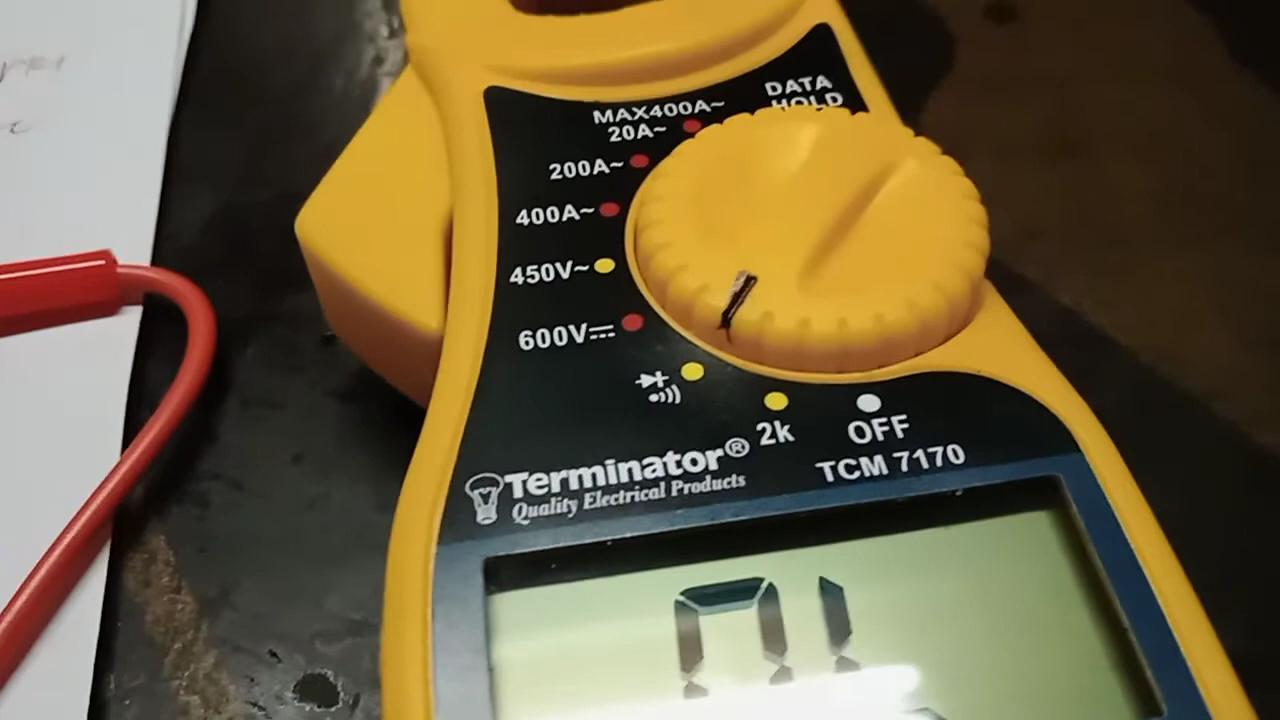 DATA
HOLD
MAX400A~
20A~
200A~
400A~
450V~
600V⎓
2k
OFF
TCM 7170
Terminator®
Quality Electrical Products